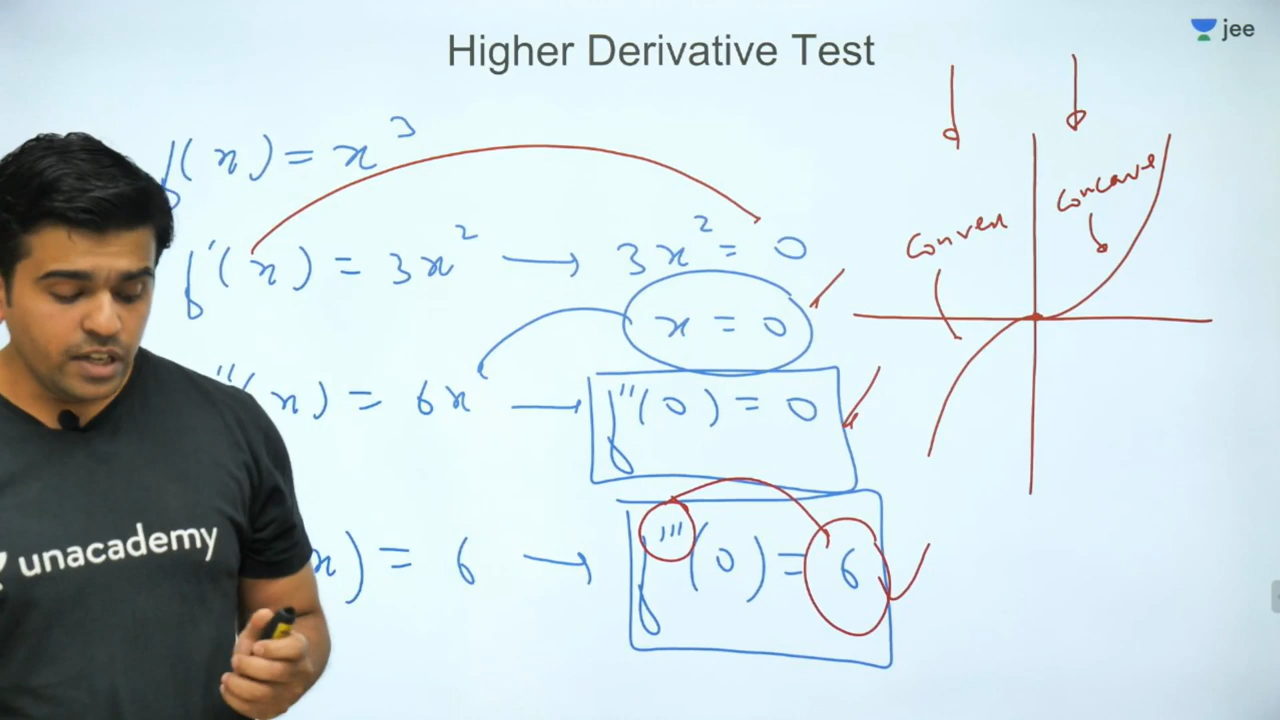 Higher Derivative Test
jee
f(x) = x³
f'(x) = 3x² → 3x² = 0
x = 0
''(x) = 6x → f''(0) = 0
x) = 6 → f'''(0) = 6
Convex
Concave
unacademy